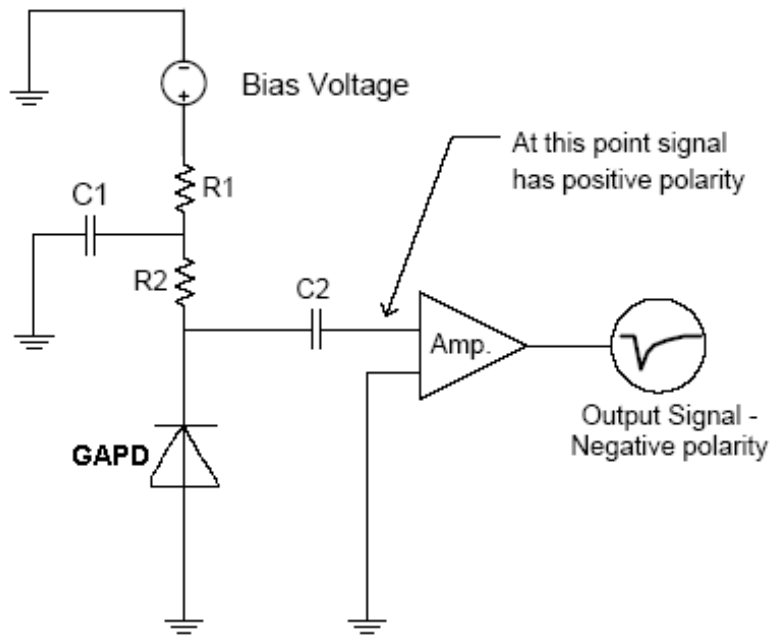 Bias Voltage
At this point signal
has positive polarity
C1
R1
R2
C2
Amp.
GAPD
Output Signal -
Negative polarity